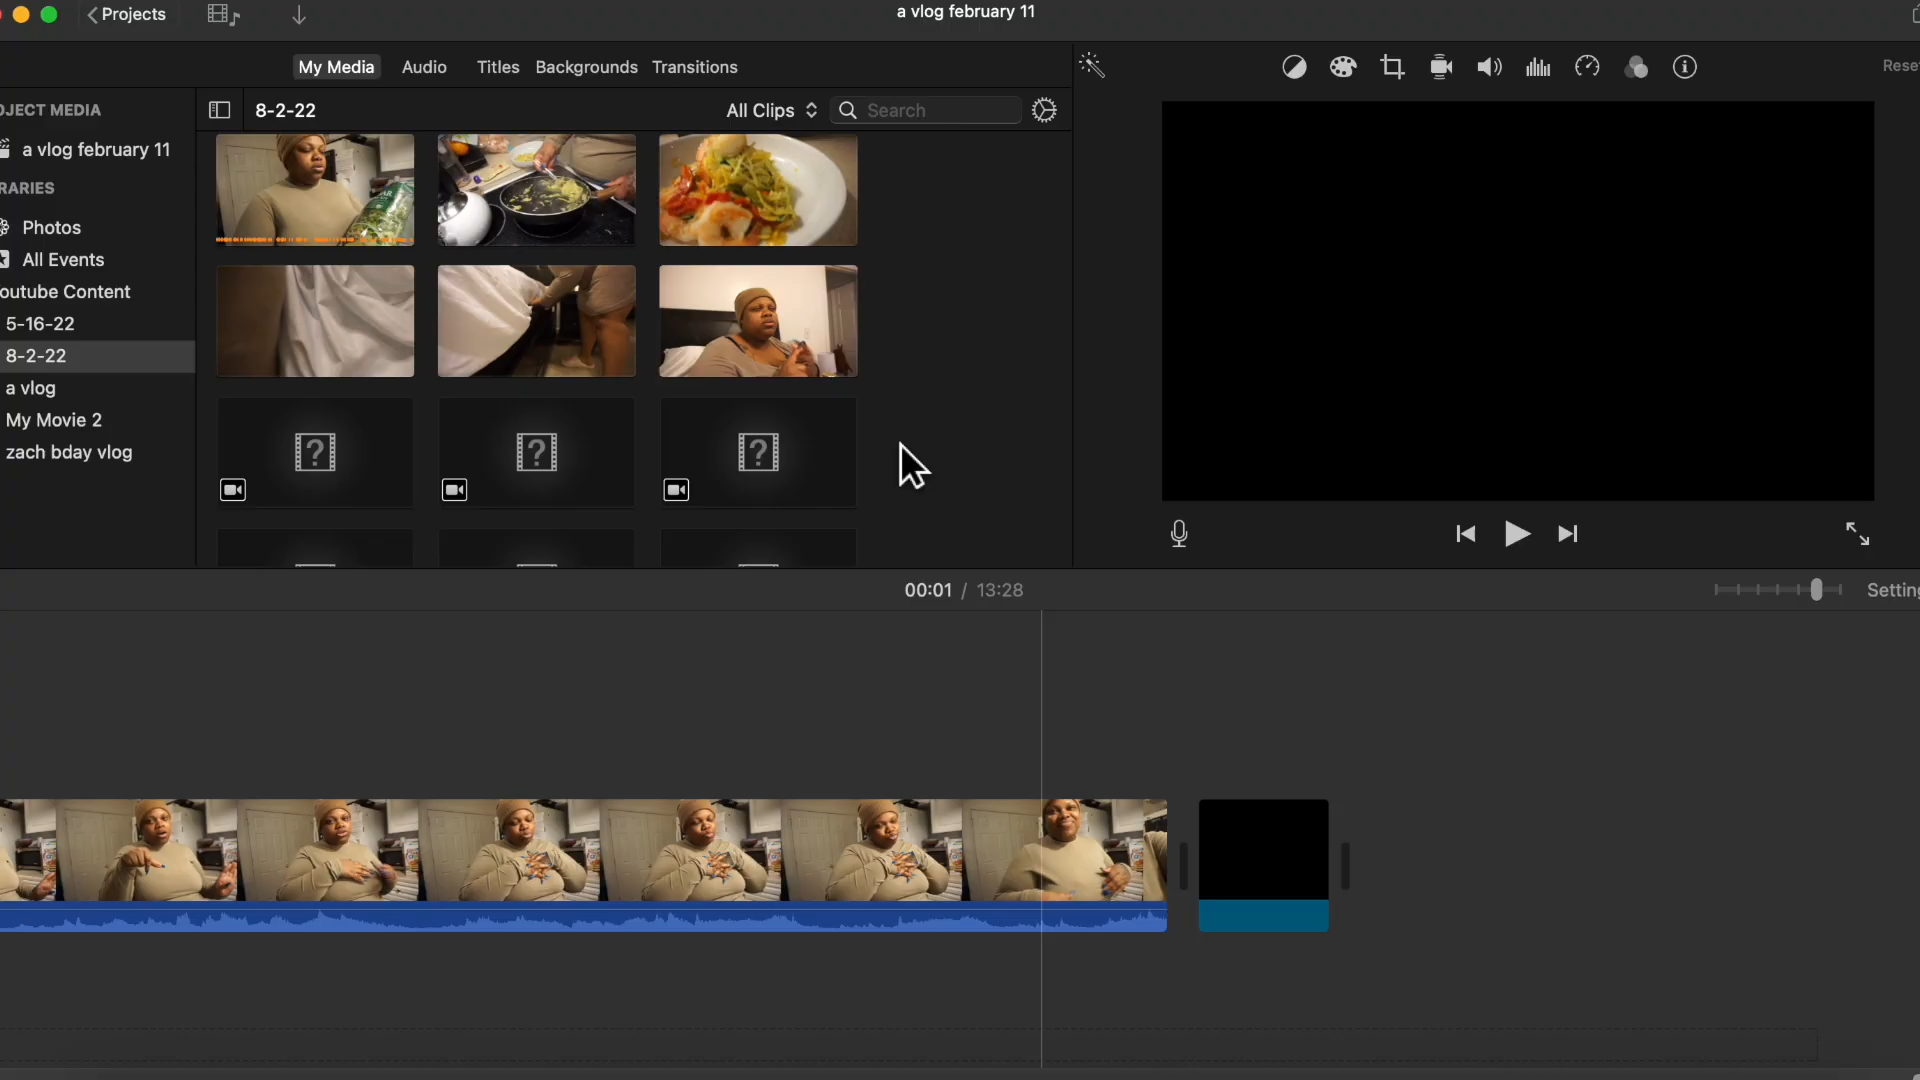 Projects
a vlog february 11
My Media
Audio
Titles
Backgrounds
Transitions
Rese
OJECT MEDIA
8-2-22
All Clips
Search
a vlog february 11
RARIES
Photos
All Events
outube Content
5-16-22
8-2-22
a vlog
My Movie 2
zach bday vlog
00:01 / 13:28
Setting